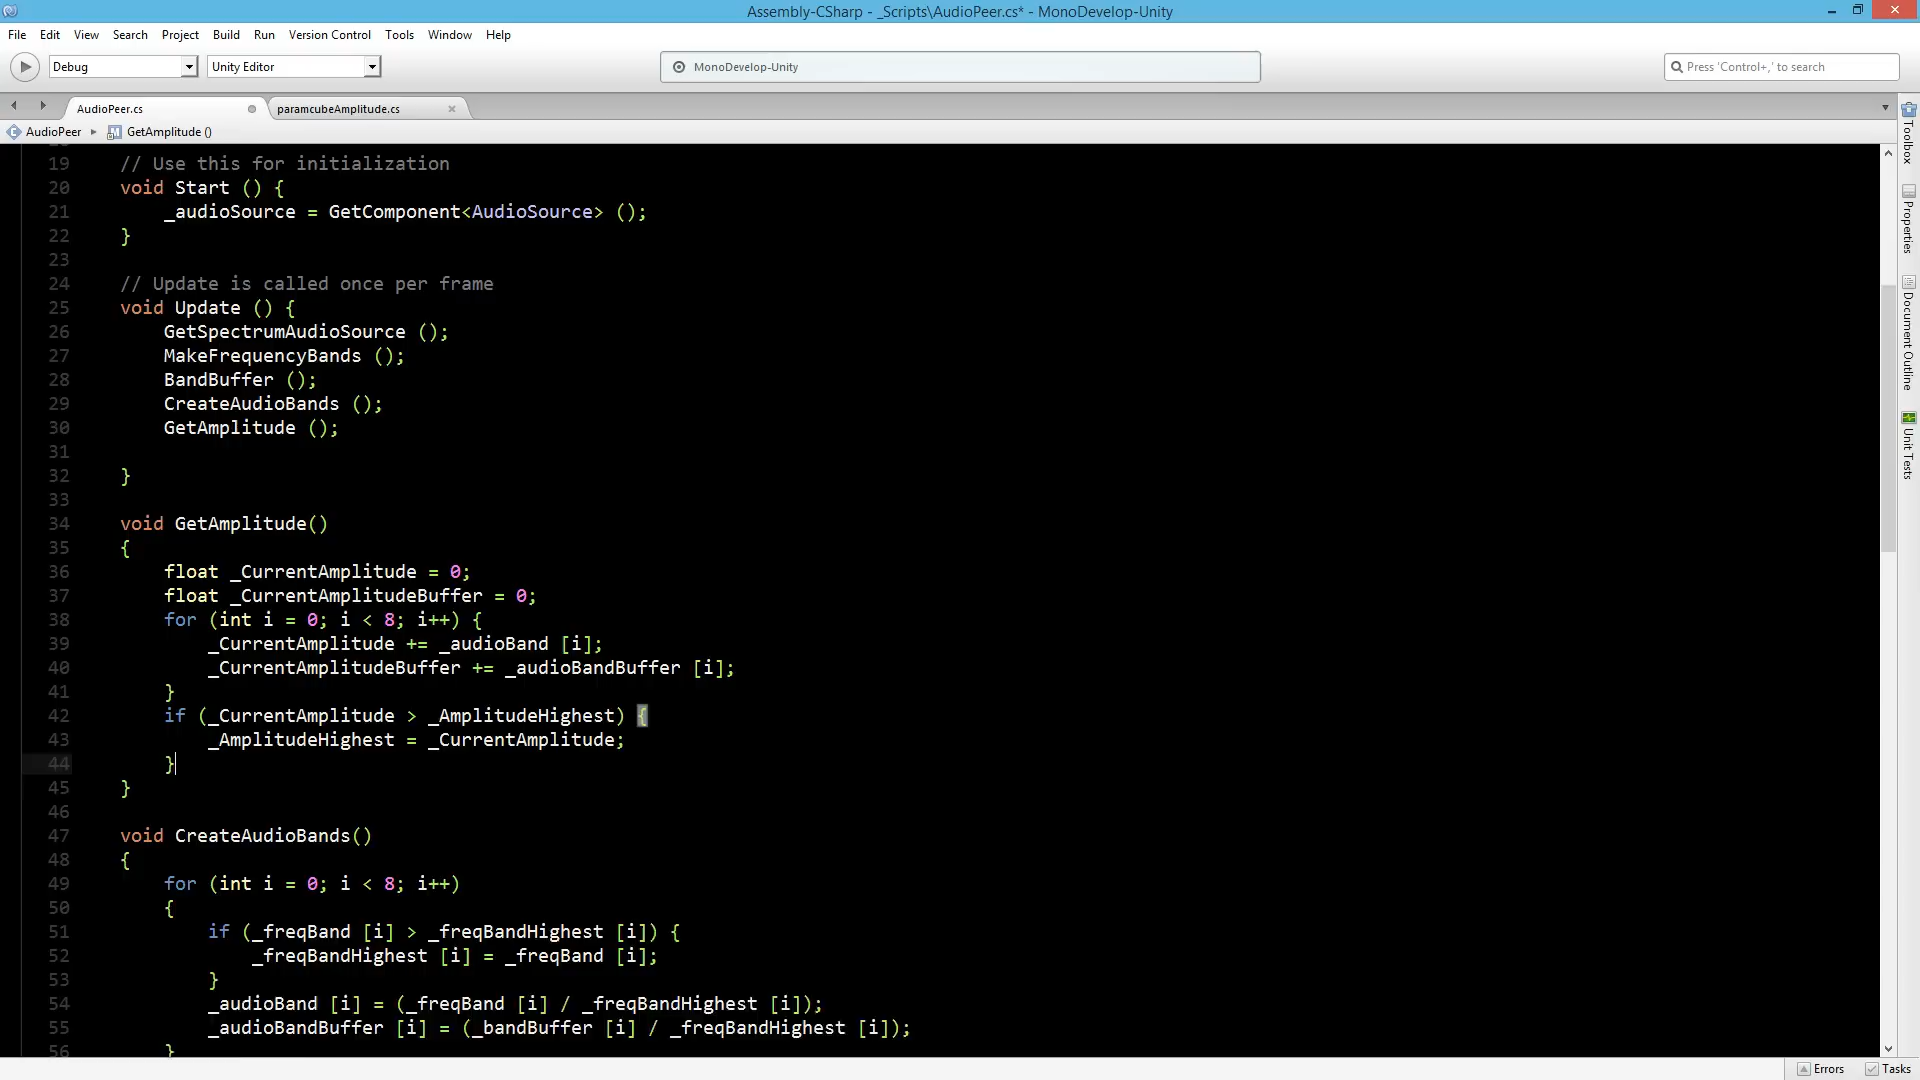 Assembly-CSharp - _Scripts\AudioPeer.cs* - MonoDevelop-Unity
File Edit View Search Project Build Run Version Control Tools Window Help
Debug Unity Editor MonoDevelop-Unity Press 'Control+,' to search
AudioPeer.cs paramcubeAmplitude.cs
AudioPeer GetAmplitude ()
19 // Use this for initialization
20 void Start () {
21 _audioSource = GetComponent<AudioSource> ();
22 }
23
24 // Update is called once per frame
25 void Update () {
26 GetSpectrumAudioSource ();
27 MakeFrequencyBands ();
28 BandBuffer ();
29 CreateAudioBands ();
30 GetAmplitude ();
31
32 }
33
34 void GetAmplitude()
35 {
36 float _CurrentAmplitude = 0;
37 float _CurrentAmplitudeBuffer = 0;
38 for (int i = 0; i < 8; i++) {
39 _CurrentAmplitude += _audioBand [i];
40 _CurrentAmplitudeBuffer += _audioBandBuffer [i];
41 }
42 if (_CurrentAmplitude > _AmplitudeHighest) {
43 _AmplitudeHighest = _CurrentAmplitude;
44 }
45 }
46
47 void CreateAudioBands()
48 {
49 for (int i = 0; i < 8; i++)
50 {
51 if (_freqBand [i] > _freqBandHighest [i]) {
52 _freqBandHighest [i] = _freqBand [i];
53 }
54 _audioBand [i] = (_freqBand [i] / _freqBandHighest [i]);
55 _audioBandBuffer [i] = (_bandBuffer [i] / _freqBandHighest [i]);
56 }
Toolbox
Properties
Document Outline
Unit Tests
Errors Tasks